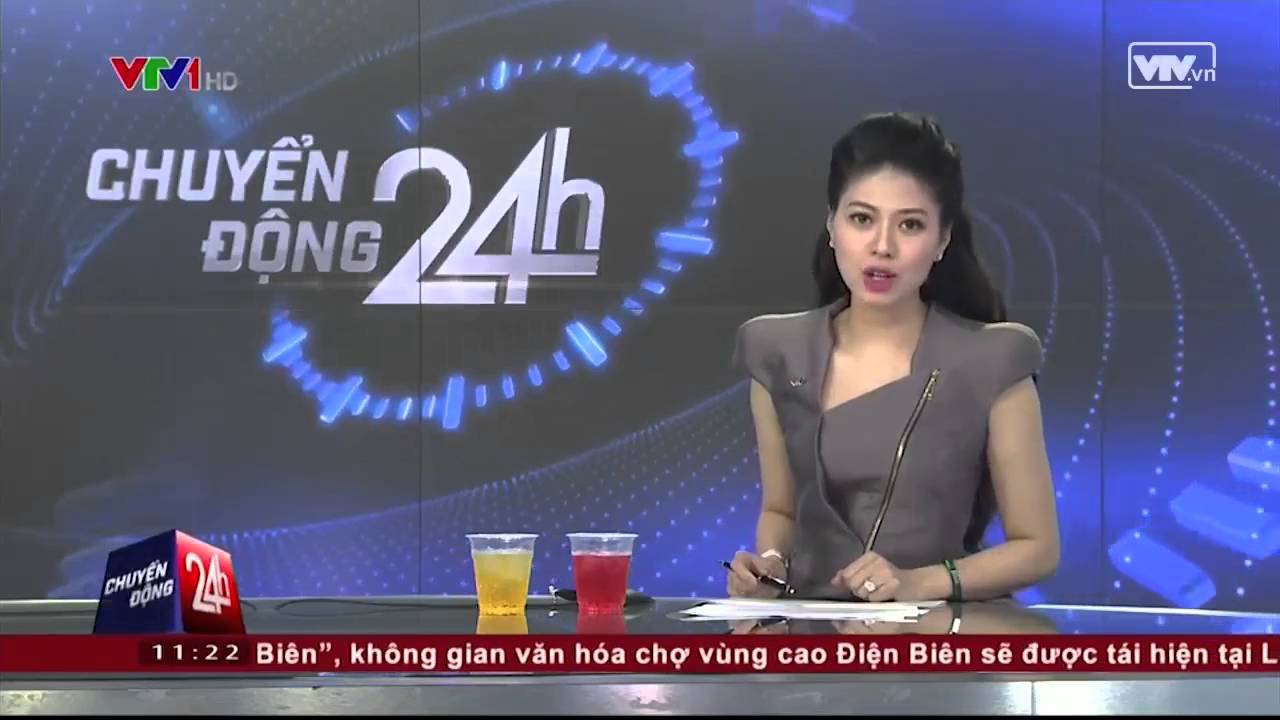 VTV1 HD
VTV.vn
CHUYỂN
ĐỘNG
24h
CHUYỂN
ĐỘNG
24h
11:22 Biên”, không gian văn hóa chợ vùng cao Điện Biên sẽ được tái hiện tại L